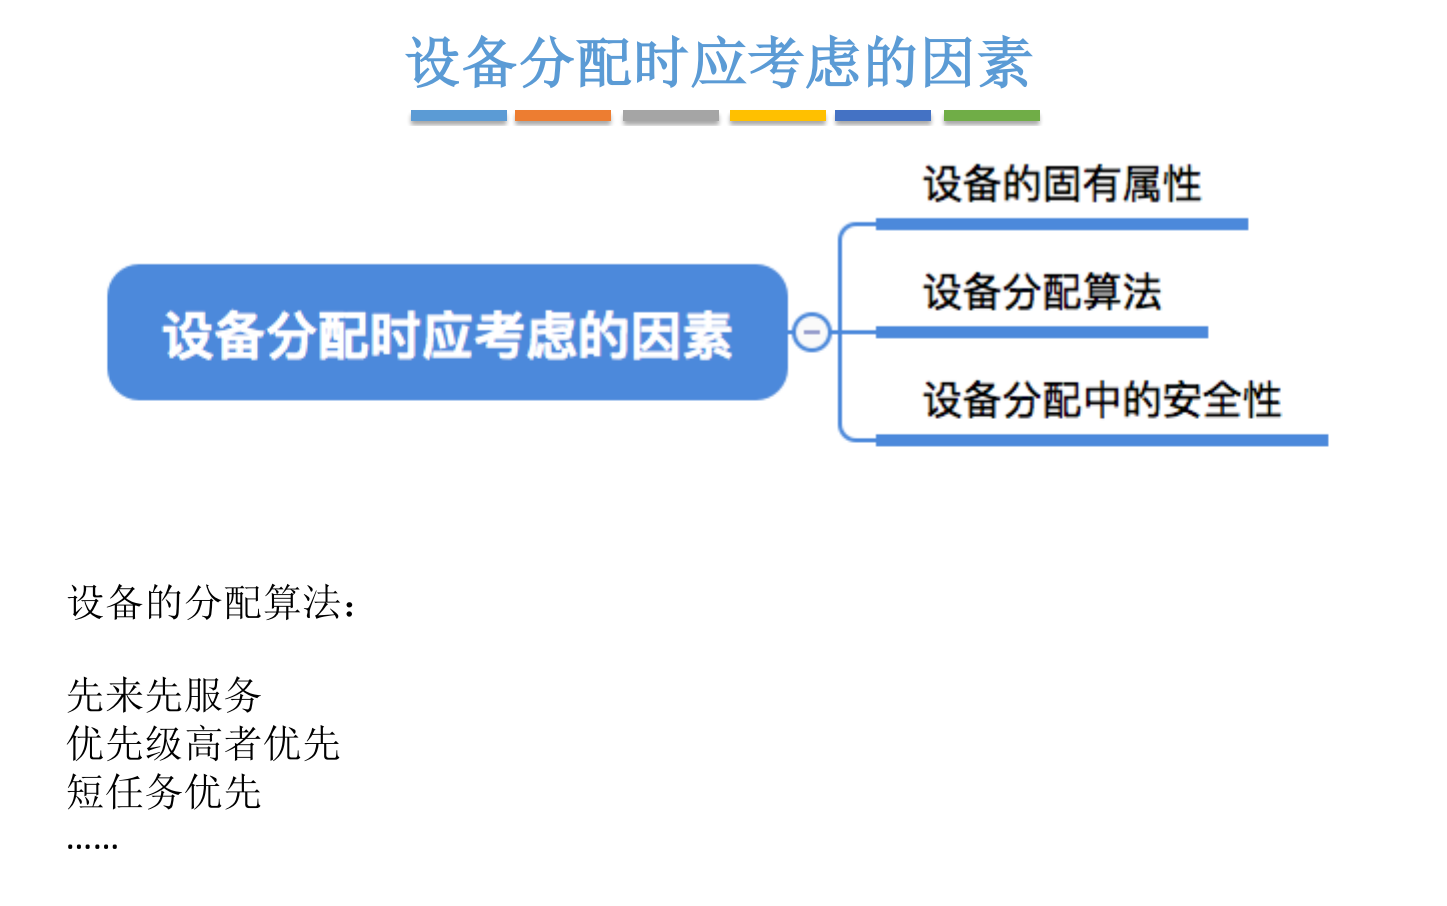 设备分配时应考虑的因素
设备的固有属性
设备分配算法
设备分配时应考虑的因素
设备分配中的安全性
设备的分配算法：
先来先服务
优先级高者优先
短任务优先
……